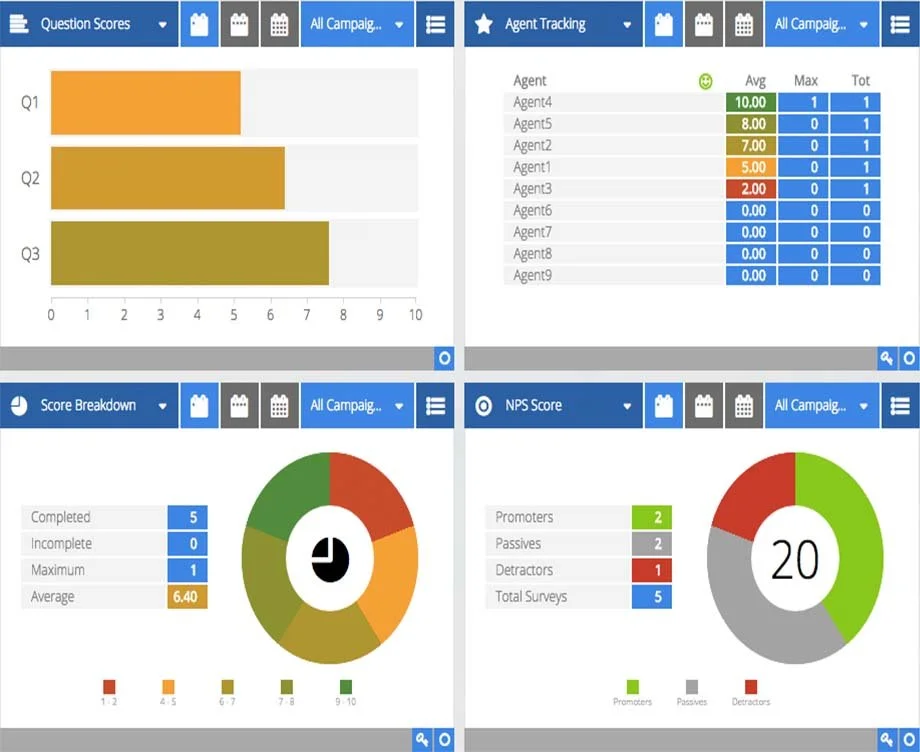 Question Scores
All Campaig...
Q1
Q2
Q3
0 1 2 3 4 5 6 7 8 9 10
Agent Tracking
All Campaig...
Agent Avg Max Tot
Agent4 10.00 1 1
Agent5 8.00 0 1
Agent2 7.00 0 1
Agent1 5.00 0 1
Agent3 2.00 0 1
Agent6 0.00 0 0
Agent7 0.00 0 0
Agent8 0.00 0 0
Agent9 0.00 0 0
Score Breakdown
All Campaig...
Completed 5
Incomplete 0
Maximum 1
Average 6.40
1 - 2 4 - 5 6 - 7 7 - 8 9 - 10
NPS Score
All Campaig...
Promoters 2
Passives 2
Detractors 1
Total Surveys 5
20
Promoters Passives Detractors